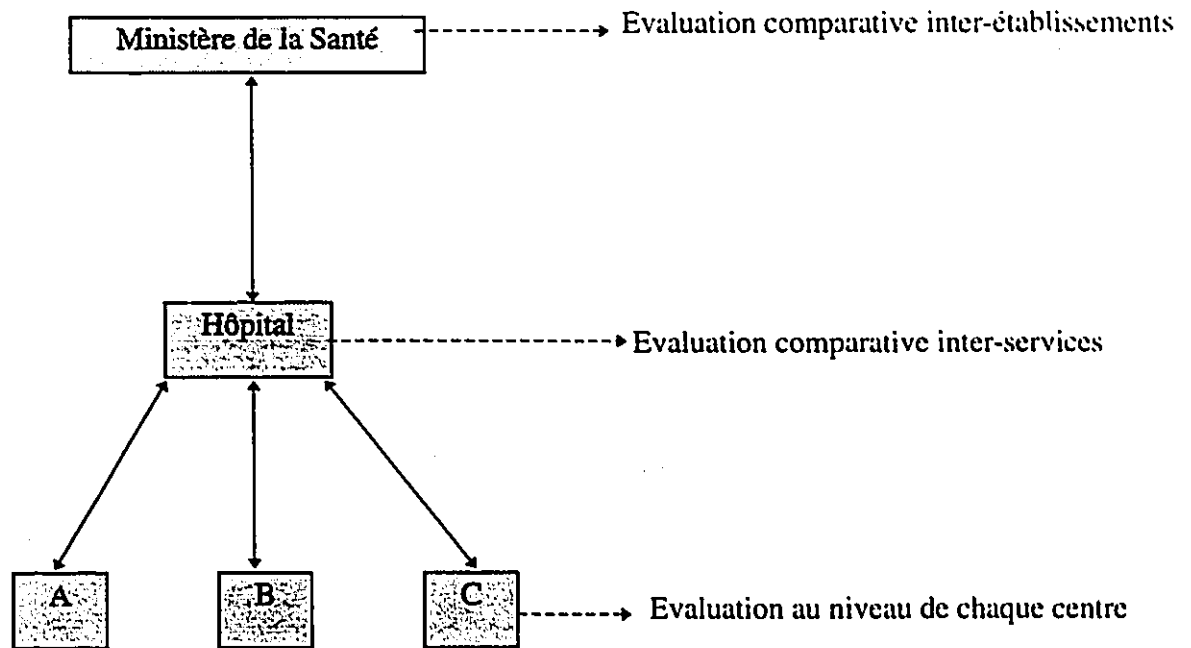 Ministère de la Santé
Evaluation comparative inter-établissements
Hôpital
Evaluation comparative inter-services
A
B
C
Evaluation au niveau de chaque centre